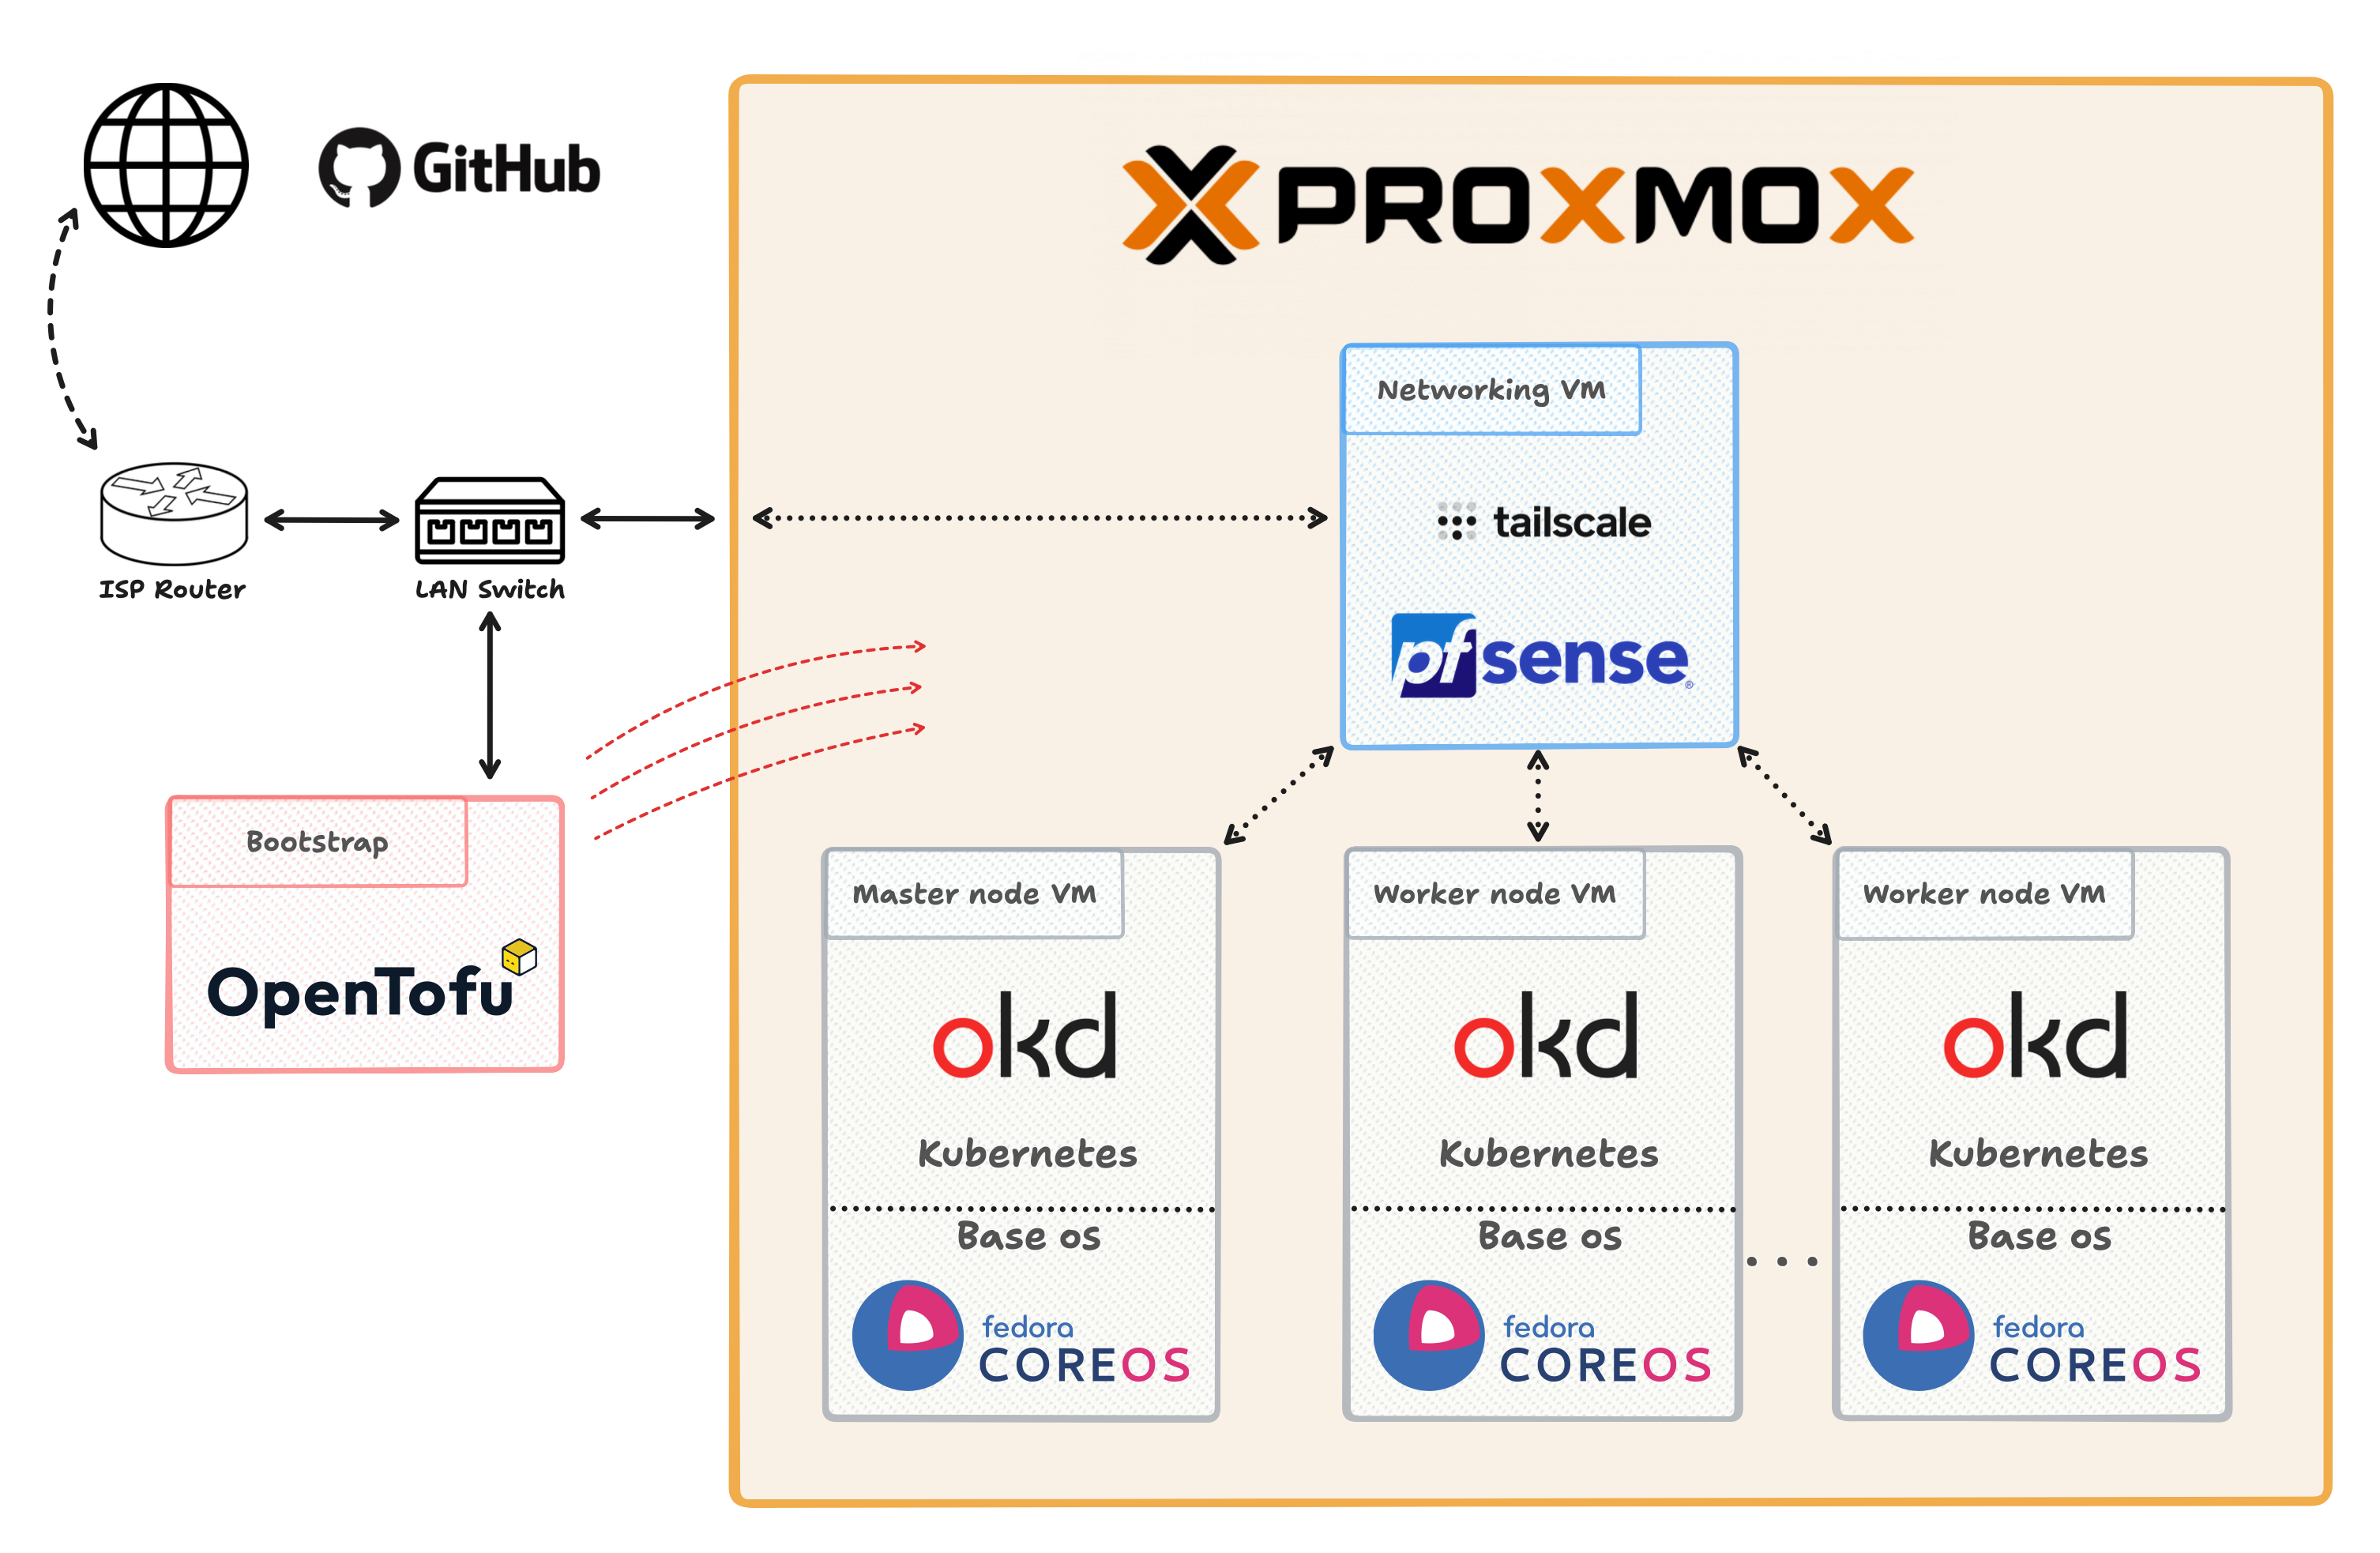 GitHub
PROXMOX
Networking VM
tailscale
pfsense®
ISP Router
LAN Switch
Bootstrap
OpenTofu
Master node VM
okd
Kubernetes
Base os
fedora
COREOS
Worker node VM
okd
Kubernetes
Base os
fedora
COREOS
...
Worker node VM
okd
Kubernetes
Base os
fedora
COREOS